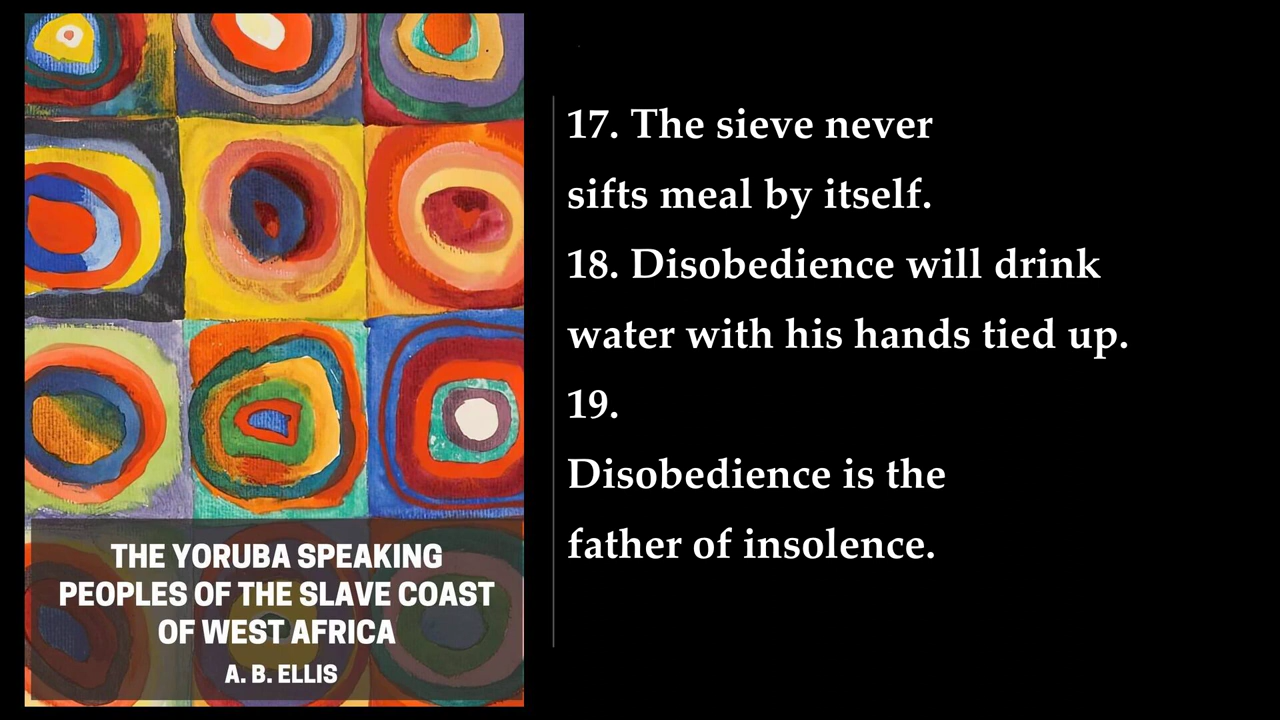 THE YORUBA SPEAKING
PEOPLES OF THE SLAVE COAST
OF WEST AFRICA
A. B. ELLIS
17. The sieve never
sifts meal by itself.
18. Disobedience will drink
water with his hands tied up.
19.
Disobedience is the
father of insolence.